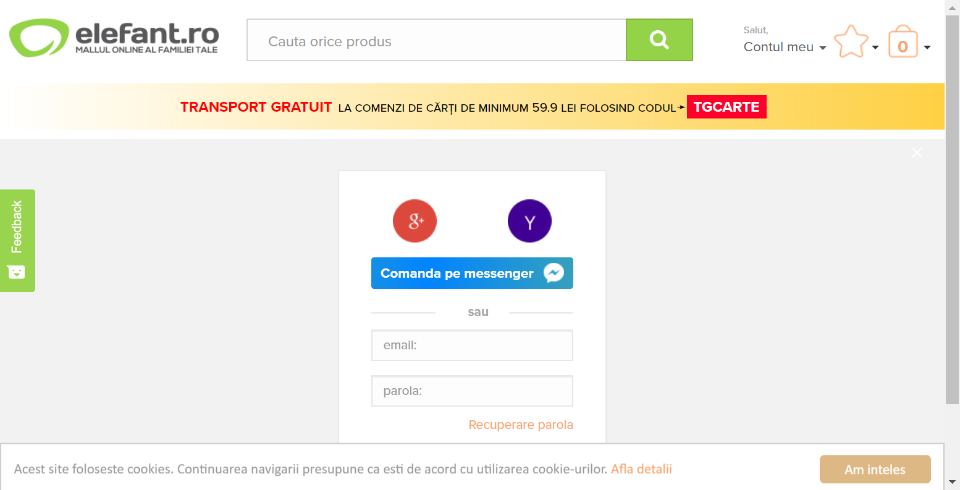 elefant.ro
MALLUL ONLINE AL FAMILIEI TALE
Cauta orice produs
Salut,
Contul meu
0
TRANSPORT GRATUIT LA COMENZI DE CĂRȚI DE MINIMUM 59.9 LEI FOLOSIND CODUL TGCARTE
Feedback
g+
Y
Comanda pe messenger
sau
email:
parola:
Recuperare parola
Acest site foloseste cookies. Continuarea navigarii presupune ca esti de acord cu utilizarea cookie-urilor. Afla detalii
Am inteles